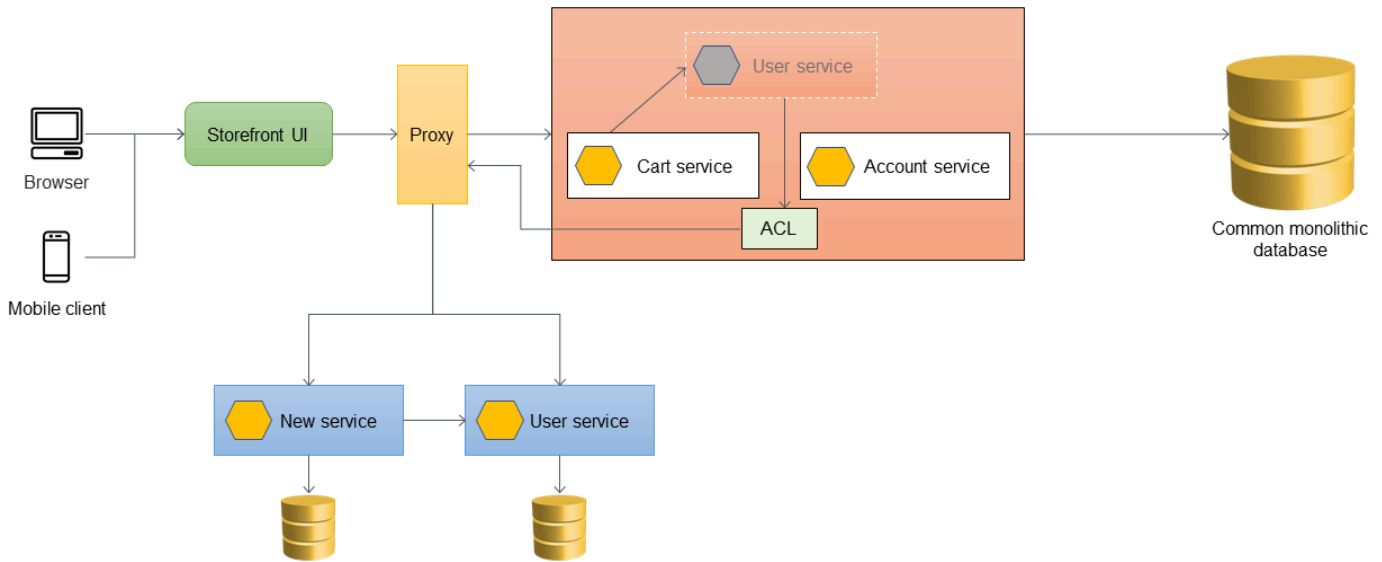 User service
Storefront UI
Proxy
Cart service
Account service
Browser
ACL
Common monolithic
database
Mobile client
New service
User service